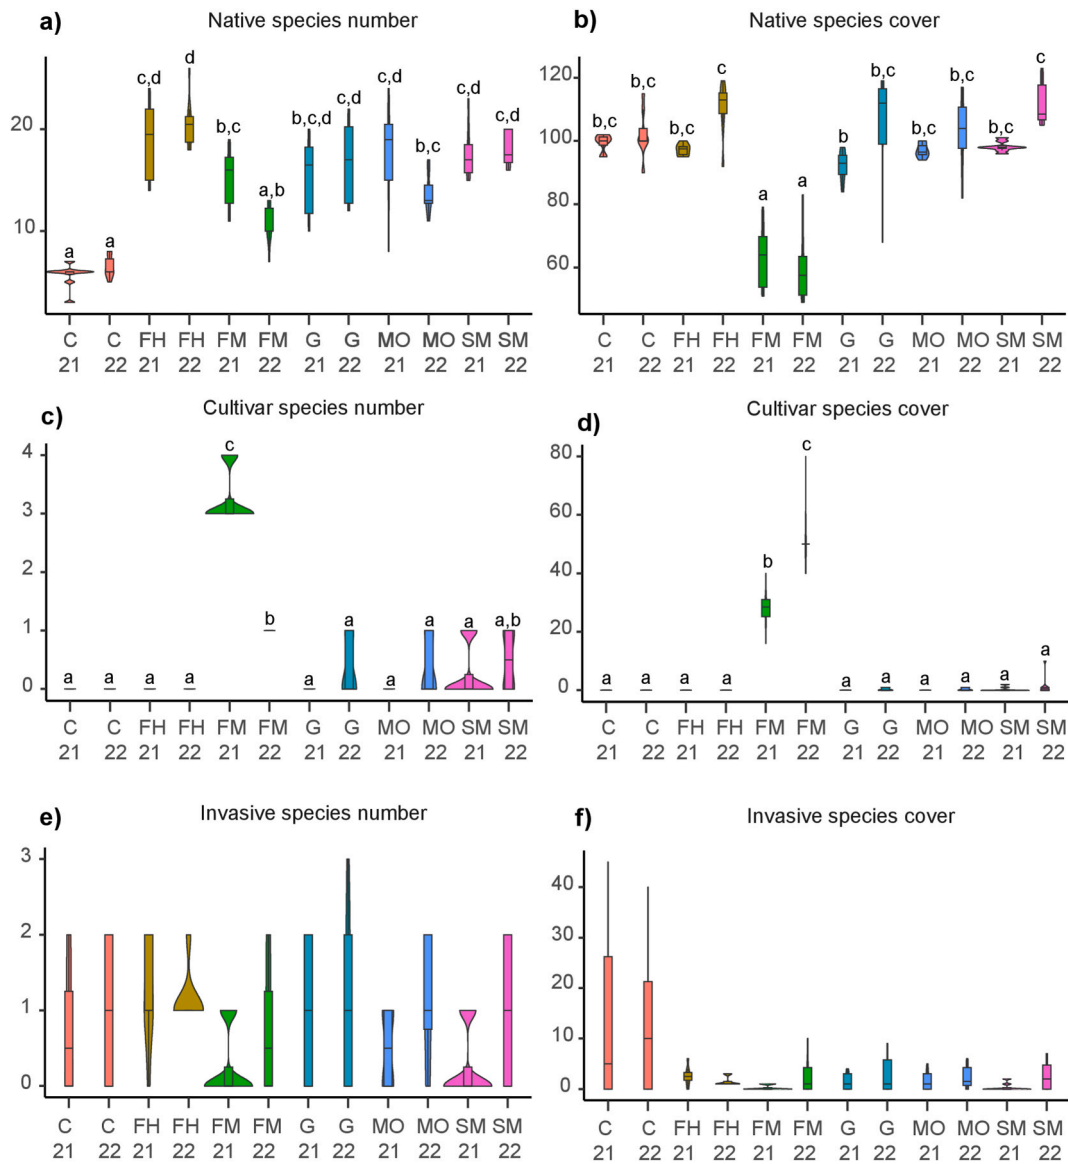 a) Native species number
20
10
a a c,d d b,c a,b b,c,d c,d c,d b,c c,d c,d
C C FH FH FM FM G G MO MO SM SM
21 22 21 22 21 22 21 22 21 22 21 22
b) Native species cover
120
100
80
60
b,c b,c b,c c a a b b,c b,c b,c b,c c
C C FH FH FM FM G G MO MO SM SM
21 22 21 22 21 22 21 22 21 22 21 22
c) Cultivar species number
4
3
2
1
0
a a a a c b a a a a a a,b
C C FH FH FM FM G G MO MO SM SM
21 22 21 22 21 22 21 22 21 22 21 22
d) Cultivar species cover
80
60
40
20
0
a a a a b c a a a a a a
C C FH FH FM FM G G MO MO SM SM
21 22 21 22 21 22 21 22 21 22 21 22
e) Invasive species number
3
2
1
0
C C FH FH FM FM G G MO MO SM SM
21 22 21 22 21 22 21 22 21 22 21 22
f) Invasive species cover
40
30
20
10
0
C C FH FH FM FM G G MO MO SM SM
21 22 21 22 21 22 21 22 21 22 21 22